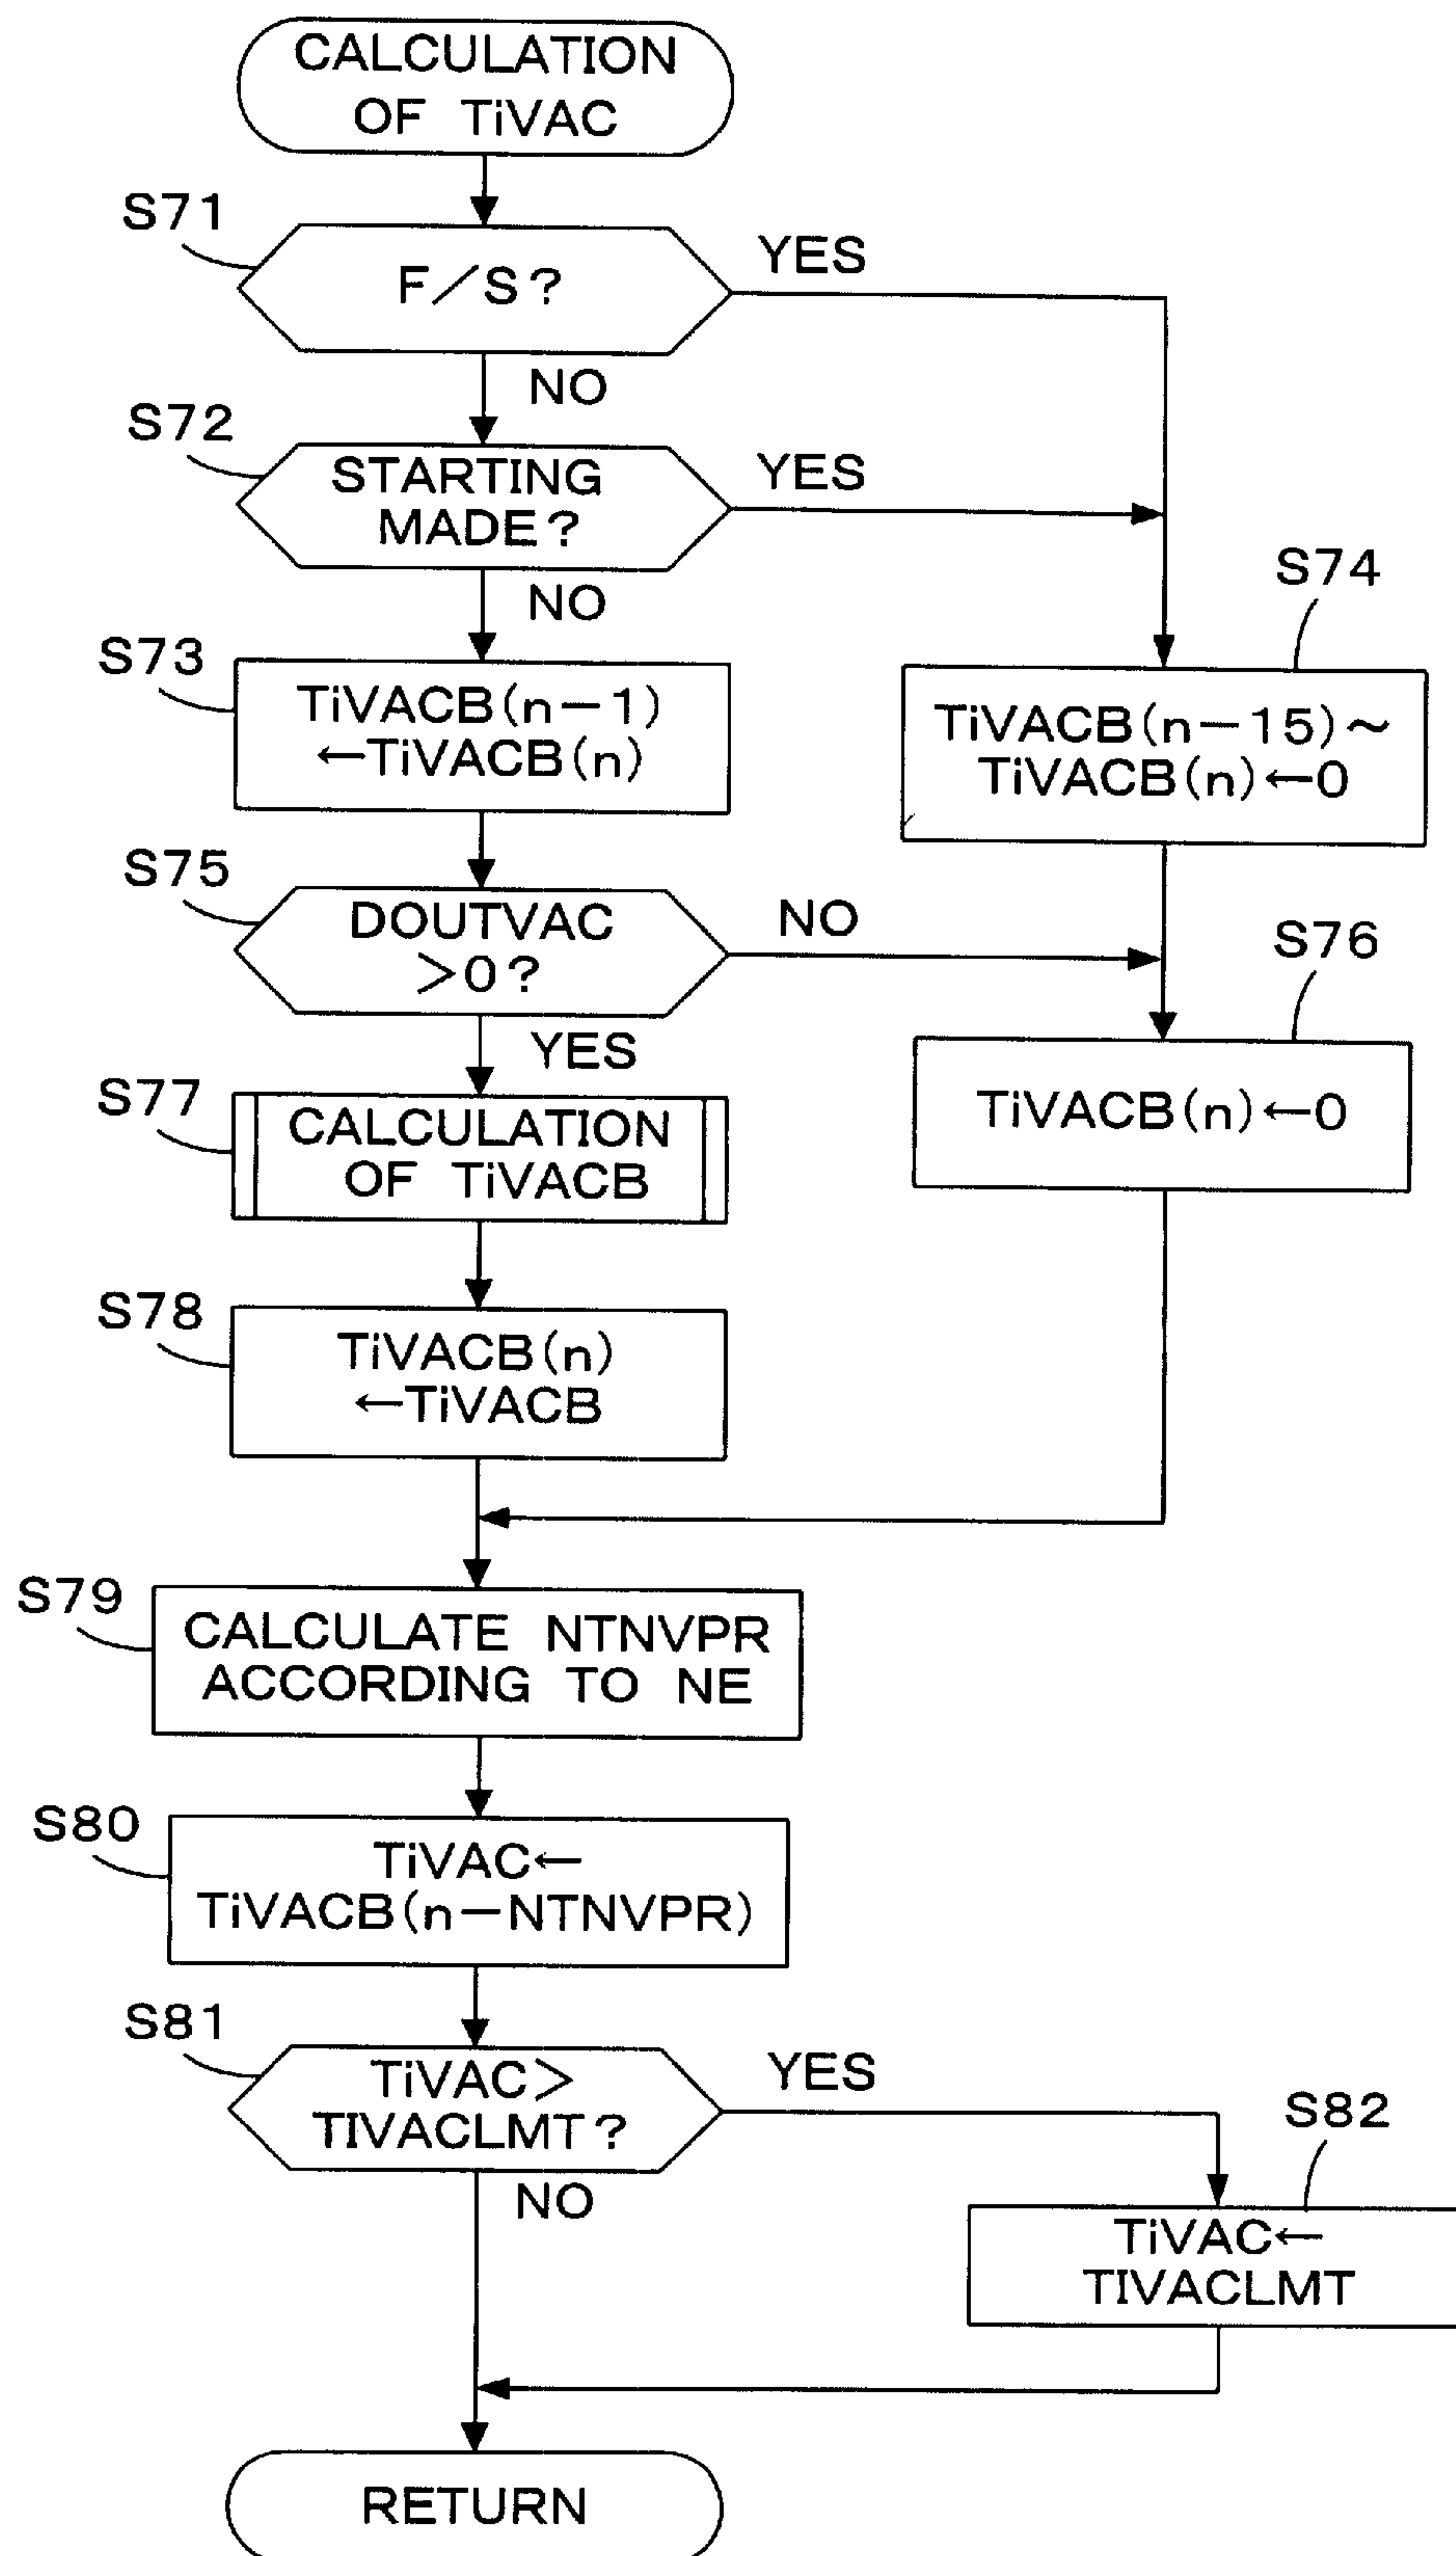 CALCULATION
OF TiVAC
S71
F/S?
YES
NO
S72
STARTING
MADE?
YES
NO
S73
TiVACB(n-1)
←TiVACB(n)
S74
TiVACB(n-15)~
TiVACB(n)←0
S75
DOUTVAC
>0?
NO
YES
S76
TiVACB(n)←0
S77
CALCULATION
OF TiVACB
S78
TiVACB(n)
←TiVACB
S79
CALCULATE NTNVPR
ACCORDING TO NE
S80
TiVAC←
TiVACB(n-NTNVPR)
S81
TiVAC>
TIVACLMT?
YES
NO
S82
TiVAC←
TIVACLMT
RETURN